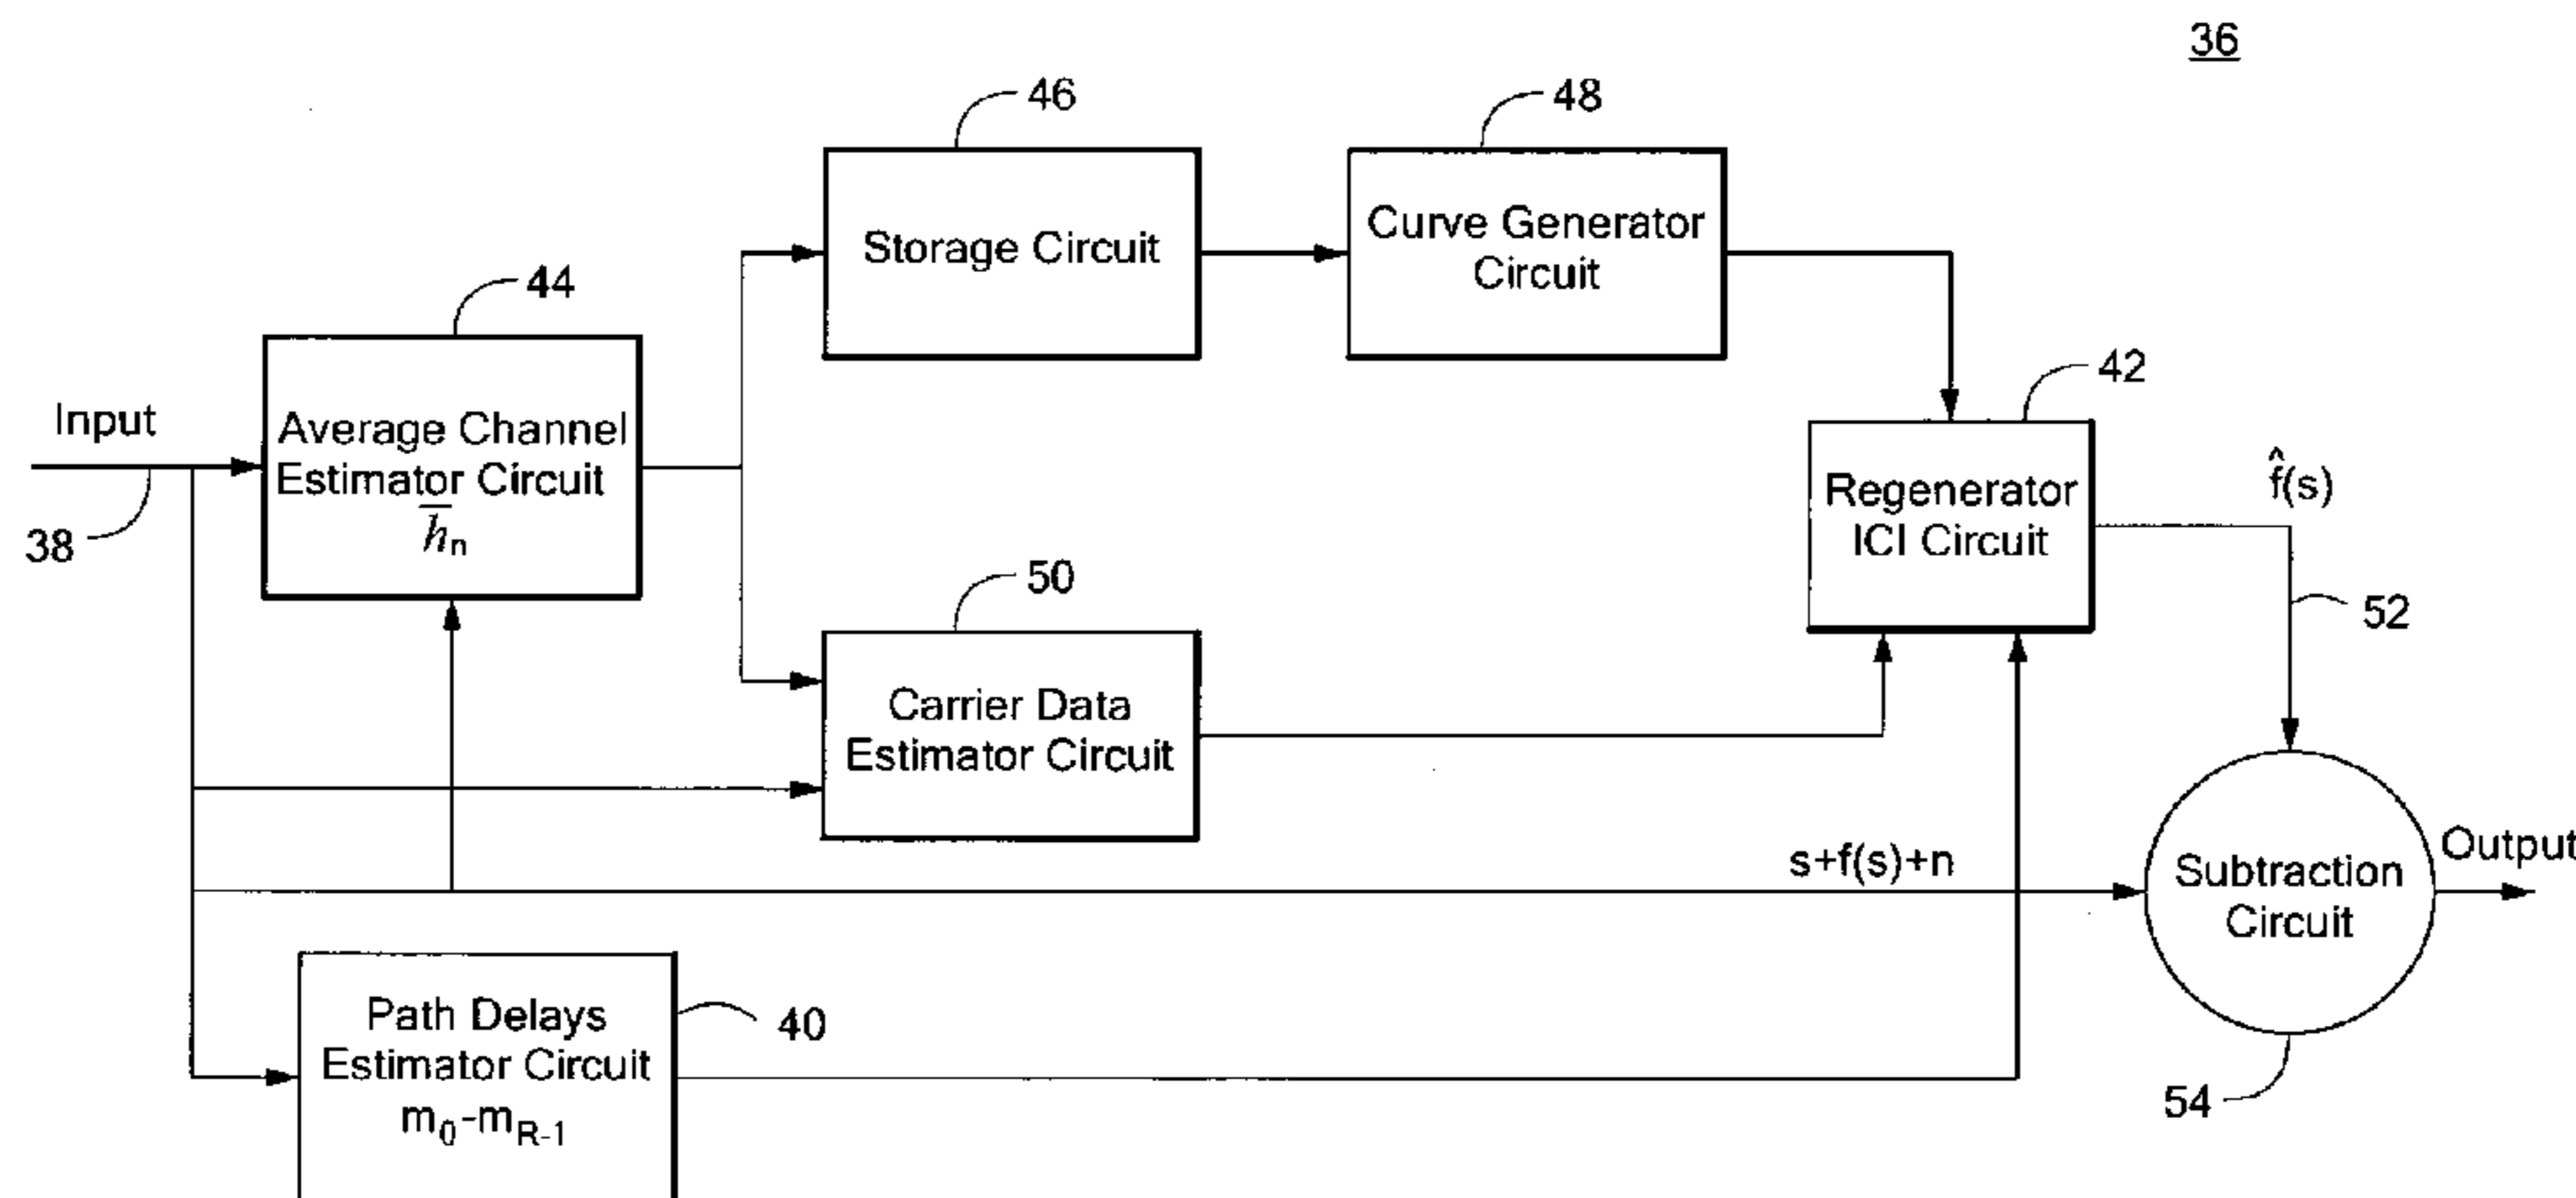 36
46
48
Storage Circuit
Curve Generator
Circuit
44
42
Input
Average Channel
Estimator Circuit
h̅n
38
Regenerator
ICI Circuit
f̂(s)
50
52
Carrier Data
Estimator Circuit
s+f(s)+n
Subtraction
Circuit
Output
Path Delays
Estimator Circuit
m0-mR-1
40
54